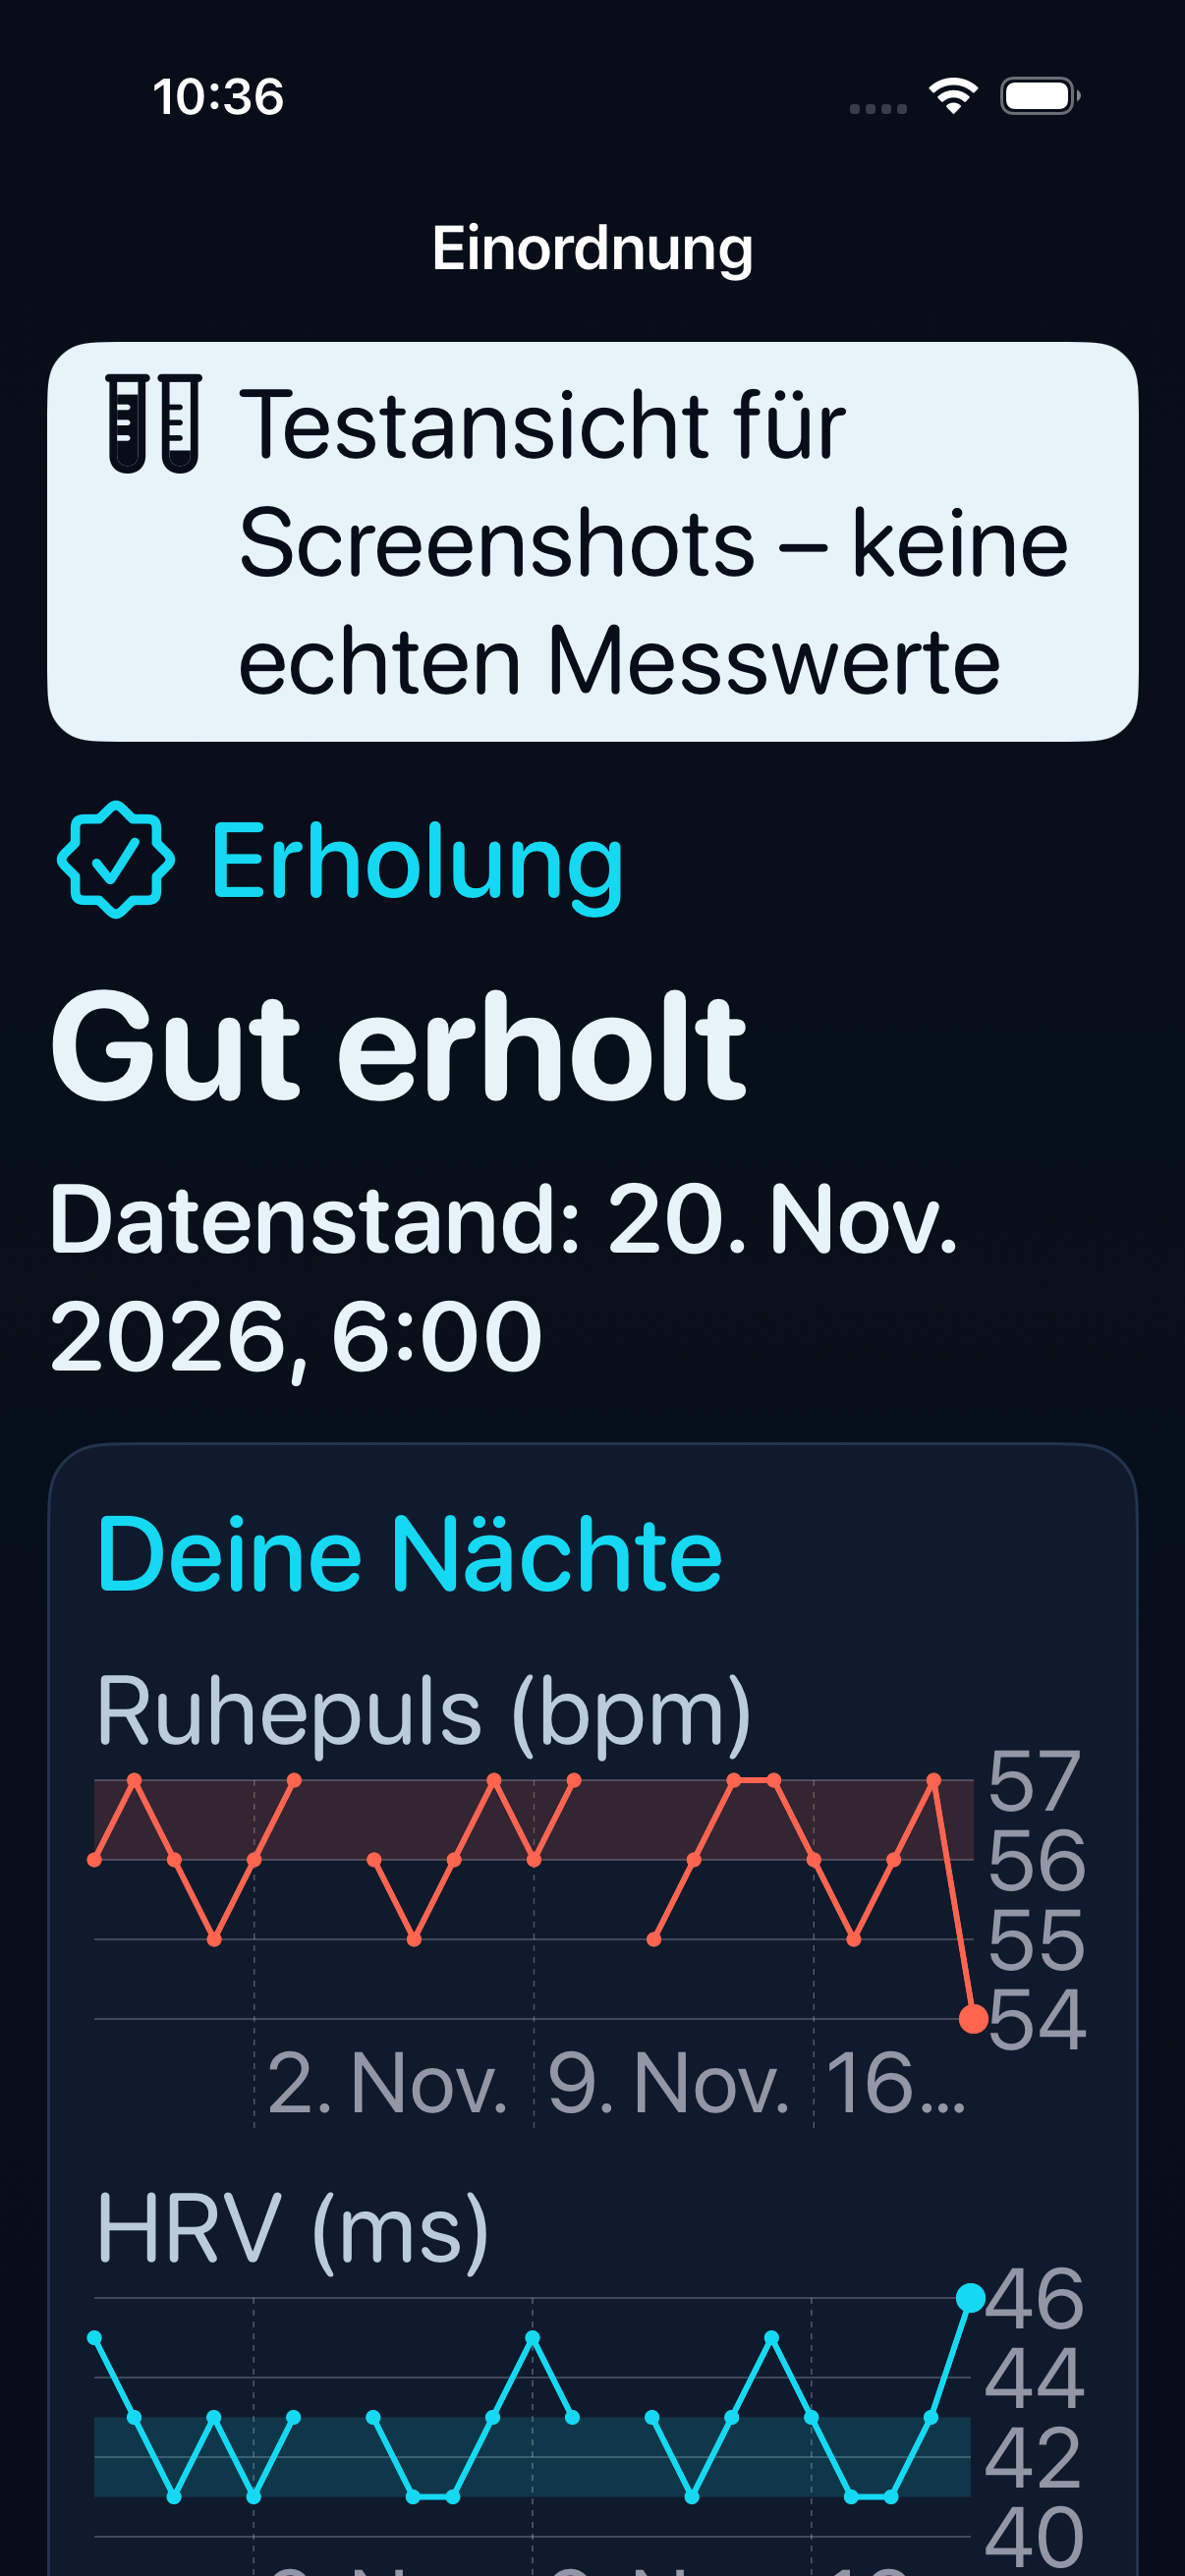 10:36
Einordnung
Testansicht für
Screenshots – keine
echten Messwerte
Erholung
Gut erholt
Datenstand: 20. Nov.
2026, 6:00
Deine Nächte
Ruhepuls (bpm)
57
56
55
54
2. Nov. 9. Nov. 16…
HRV (ms)
46
44
42
40